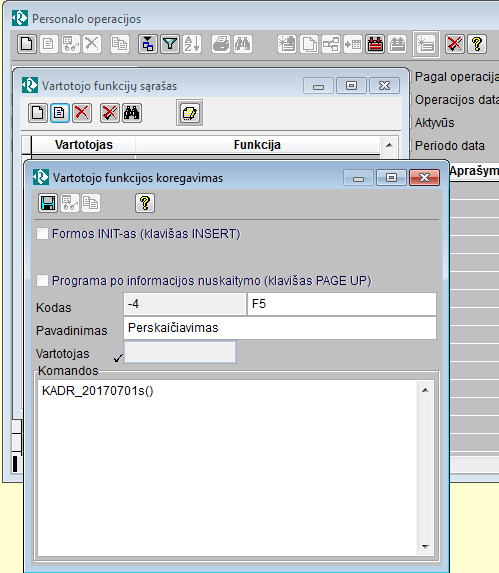 Personalo operacijos
Vartotojo funkcijų sąrašas
Pagal operacija
Operacijos data
Aktyvūs
Periodo data
Vartotojas Funkcija
Aprašym
Vartotojo funkcijos koregavimas
Formos INIT-as (klavišas INSERT)
Programa po informacijos nuskaitymo (klavišas PAGE UP)
Kodas -4 F5
Pavadinimas Perskaičiavimas
Vartotojas
Komandos
KADR_20170701s()